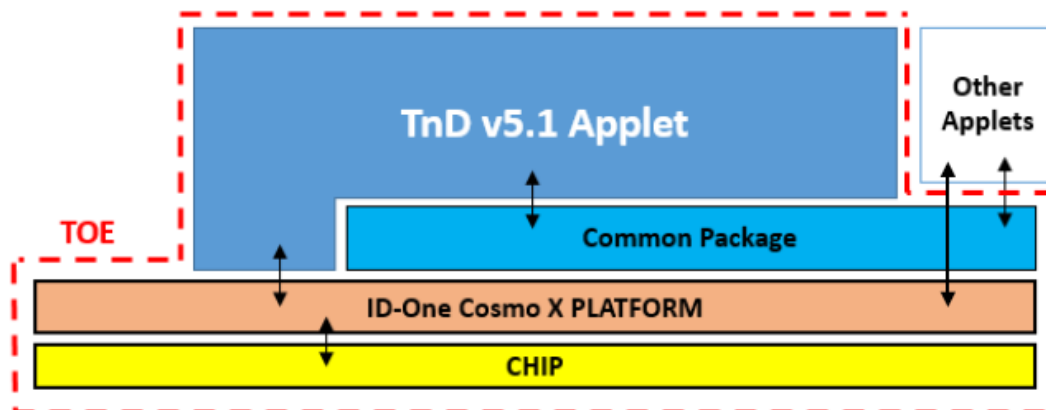 TnD v5.1 Applet
Other
Applets
TOE
Common Package
ID-One Cosmo X PLATFORM
CHIP